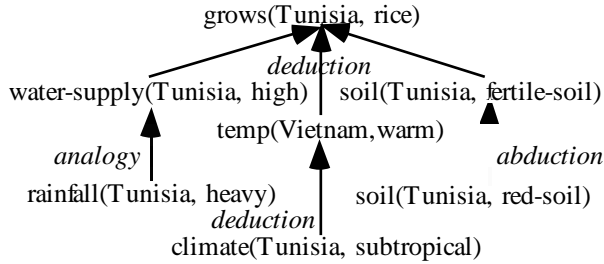 grows(Tunisia, rice)
deduction
water-supply(Tunisia, high) soil(Tunisia, fertile-soil)
temp(Vietnam,warm)
analogy abduction
rainfall(Tunisia, heavy) soil(Tunisia, red-soil)
deduction
climate(Tunisia, subtropical)